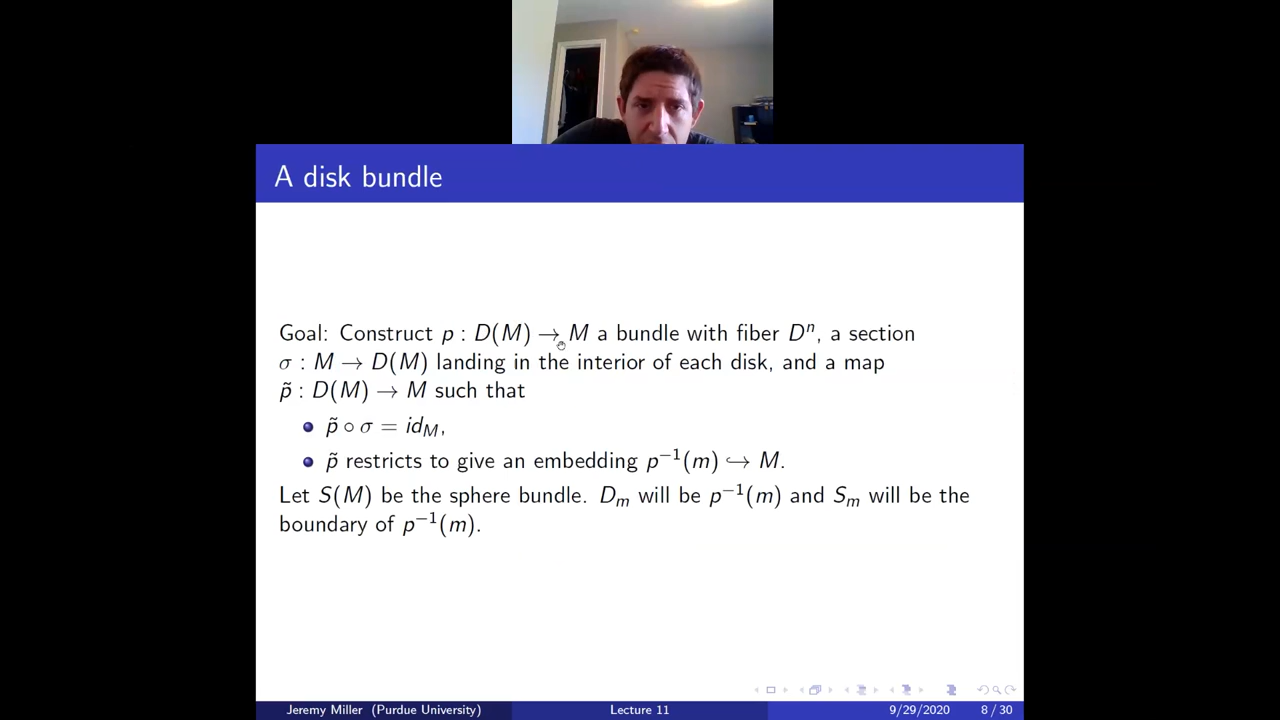 A disk bundle
Goal: Construct p : D(M) → M a bundle with fiber Dⁿ, a section
σ : M → D(M) landing in the interior of each disk, and a map
p̃ : D(M) → M such that
p̃ ∘ σ = id_M,
p̃ restricts to give an embedding p⁻¹(m) ↪ M.
Let S(M) be the sphere bundle. D_m will be p⁻¹(m) and S_m will be the
boundary of p⁻¹(m).
Jeremy Miller (Purdue University) Lecture 11 9/29/2020 8 / 30